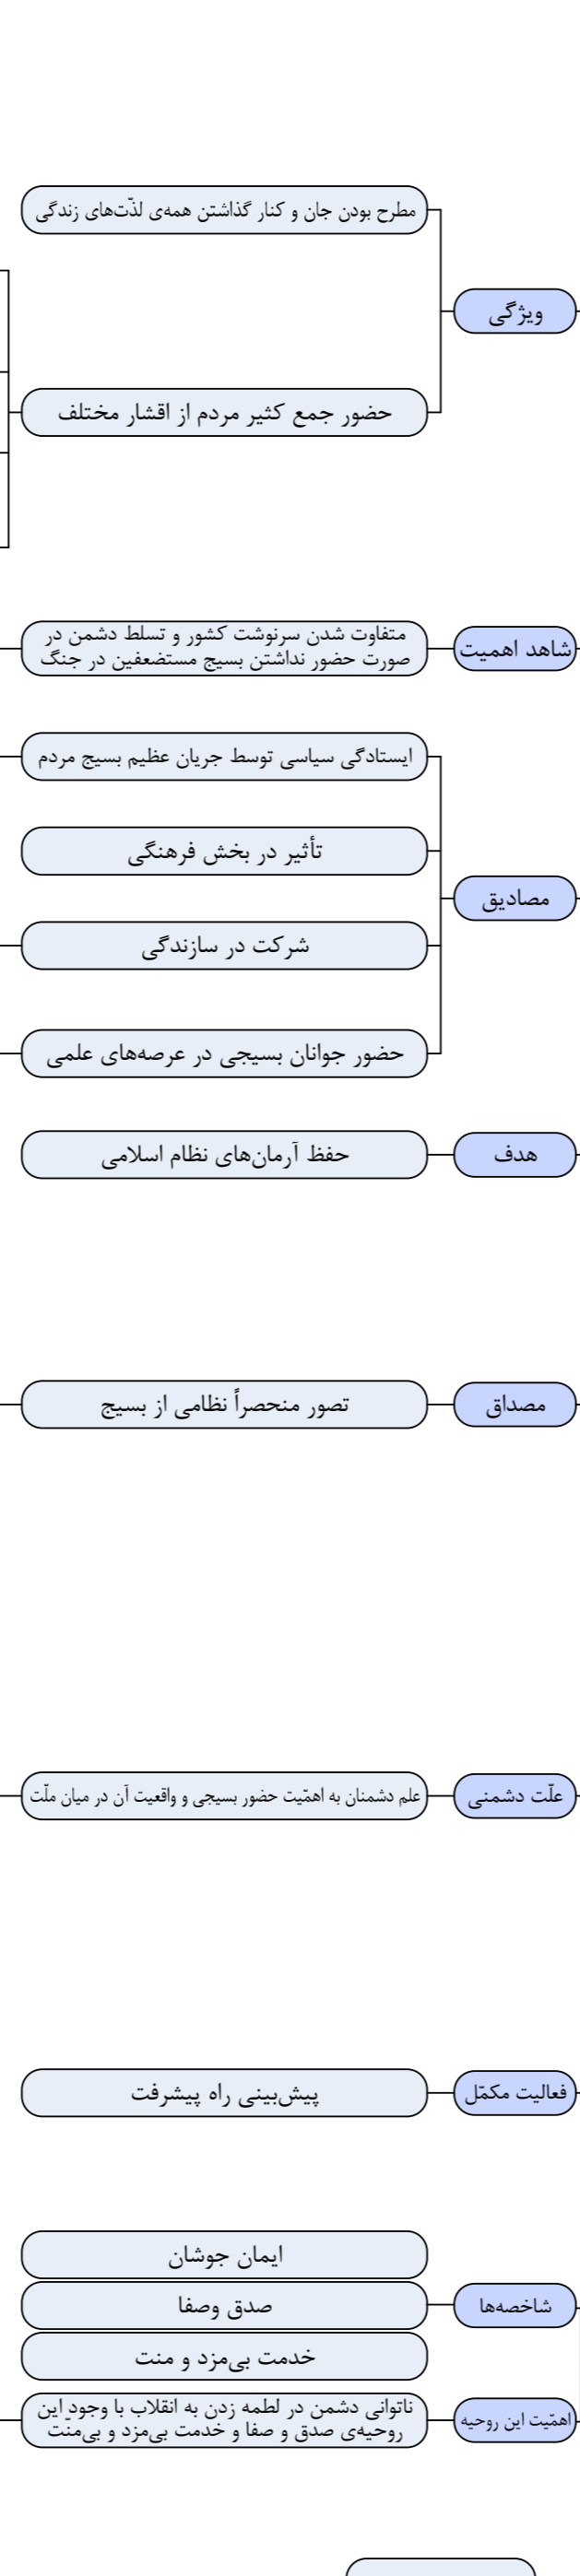 ویژگی
مطرح بودن جان و کنار گذاشتن همه‌ی لذّت‌های زندگی
حضور جمع کثیر مردم از اقشار مختلف
شاهد اهمیت
متفاوت شدن سرنوشت کشور و تسلط دشمن در
صورت حضور نداشتن بسیج مستضعفین در جنگ
مصادیق
ایستادگی سیاسی توسط جریان عظیم بسیج مردم
تأثیر در بخش فرهنگی
شرکت در سازندگی
حضور جوانان بسیجی در عرصه‌های علمی
هدف
حفظ آرمان‌های نظام اسلامی
مصداق
تصور منحصراً نظامی از بسیج
علّت دشمنی
علم دشمنان به اهمّیت حضور بسیجی و واقعیت آن در میان ملّت
فعالیت مکمّل
پیش‌بینی راه پیشرفت
شاخصه‌ها
ایمان جوشان
صدق وصفا
خدمت بی‌مزد و منت
اهمّیت این روحیه
ناتوانی دشمن در لطمه زدن به انقلاب با وجود این
روحیه‌ی صدق و صفا و خدمت بی‌مزد و بی‌منّت